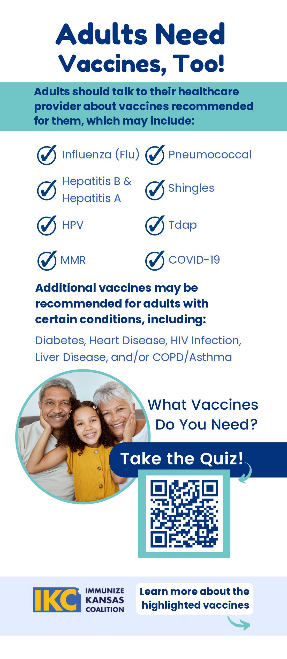 Adults Need
Vaccines, Too!
Adults should talk to their healthcare
provider about vaccines recommended
for them, which may include:
Influenza (Flu)
Pneumococcal
Hepatitis B &
Hepatitis A
Shingles
HPV
Tdap
MMR
COVID-19
Additional vaccines may be
recommended for adults with
certain conditions, including:
Diabetes, Heart Disease, HIV Infection,
Liver Disease, and/or COPD/Asthma
What Vaccines
Do You Need?
Take the Quiz!
IKC
IMMUNIZE
KANSAS
COALITION
Learn more about the
highlighted vaccines